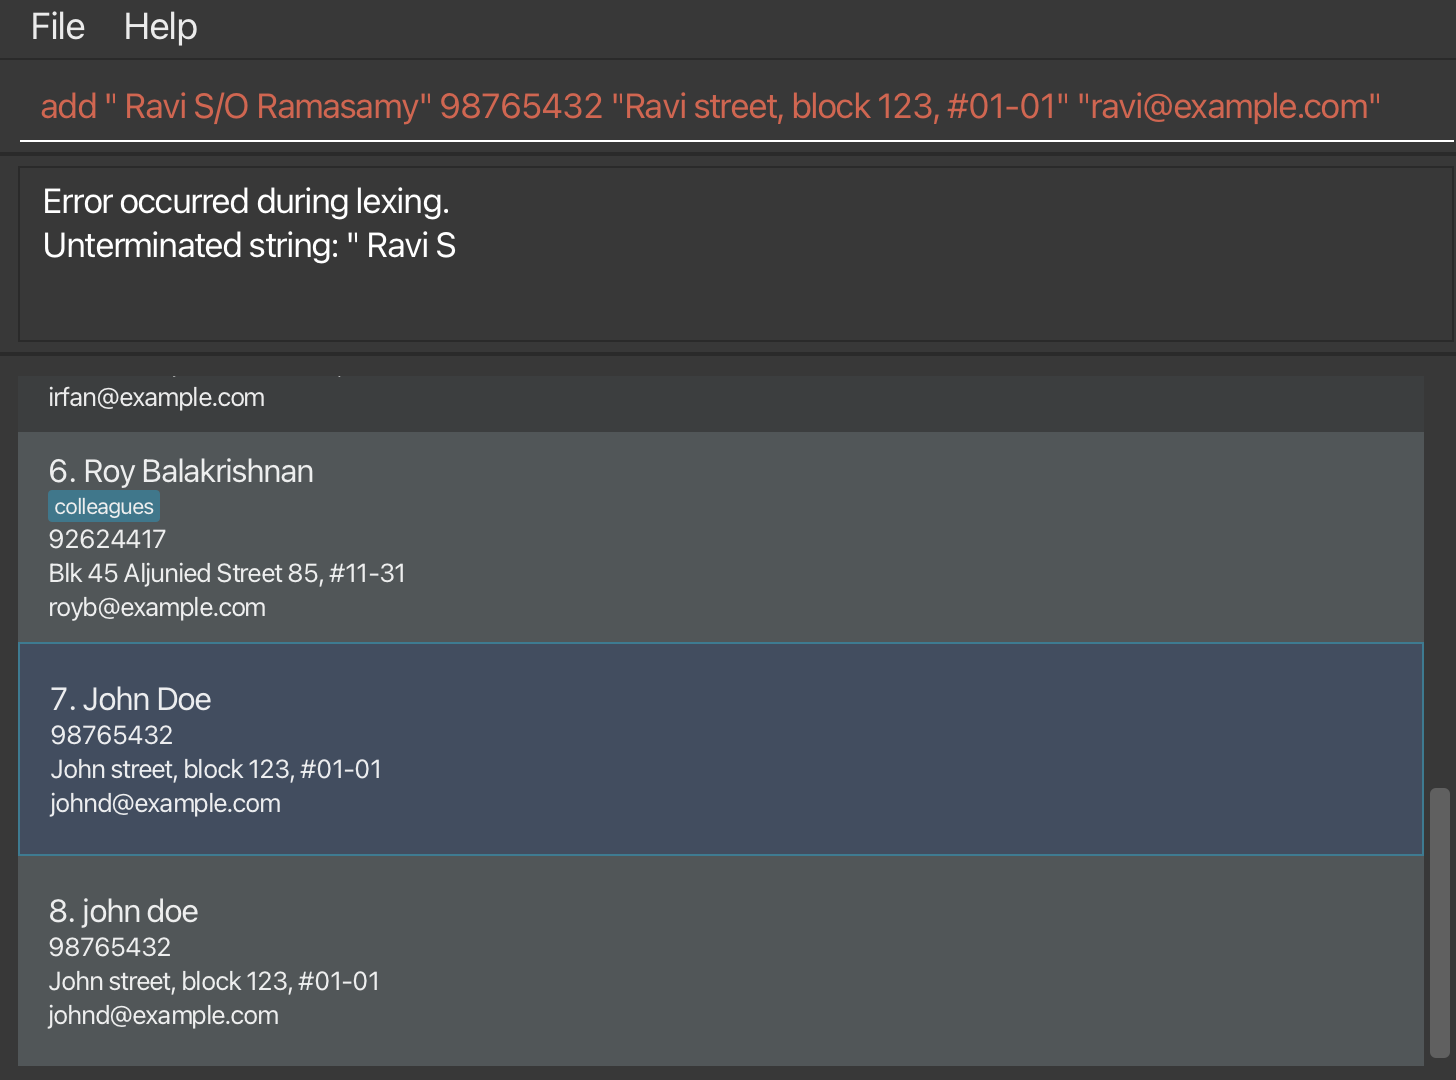 File Help
add " Ravi S/O Ramasamy" 98765432 "Ravi street, block 123, #01-01" "ravi@example.com"
Error occurred during lexing.
Unterminated string: " Ravi S
irfan@example.com
6. Roy Balakrishnan
colleagues
92624417
Blk 45 Aljunied Street 85, #11-31
royb@example.com
7. John Doe
98765432
John street, block 123, #01-01
johnd@example.com
8. john doe
98765432
John street, block 123, #01-01
johnd@example.com